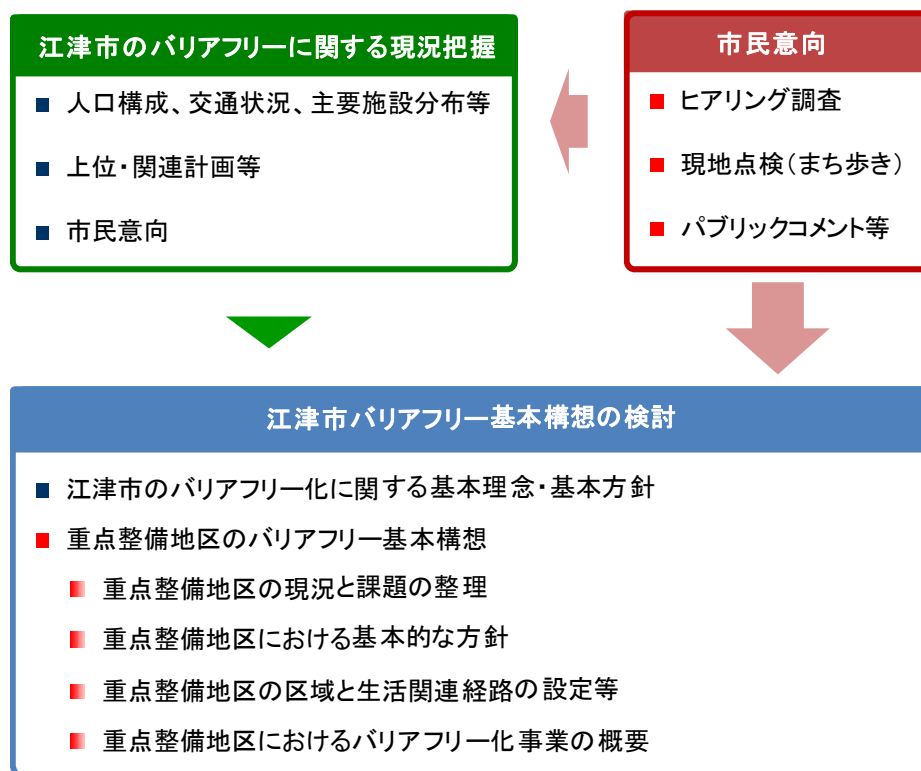 江津市のバリアフリーに関する現況把握
■ 人口構成、交通状況、主要施設分布等
■ 上位・関連計画等
■ 市民意向
市民意向
■ ヒアリング調査
■ 現地点検（まち歩き）
■ パブリックコメント等
江津市バリアフリー基本構想の検討
■ 江津市のバリアフリー化に関する基本理念・基本方針
■ 重点整備地区のバリアフリー基本構想
■ 重点整備地区の現況と課題の整理
■ 重点整備地区における基本的な方針
■ 重点整備地区の区域と生活関連経路の設定等
■ 重点整備地区におけるバリアフリー化事業の概要